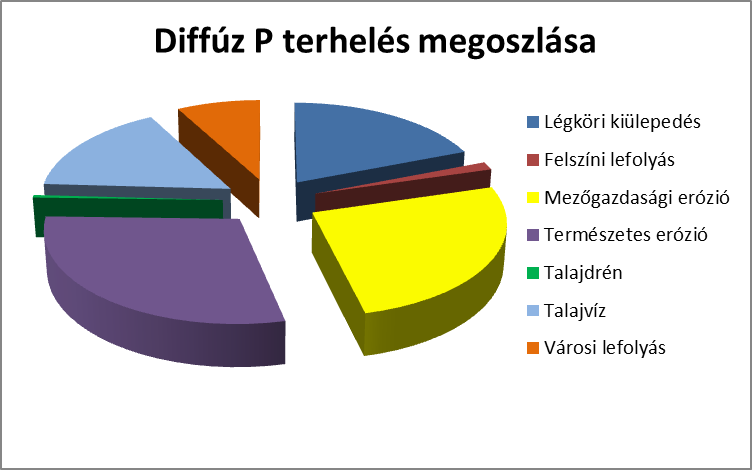 Diffúz P terhelés megoszlása
Légköri kiülepedés
Felszíni lefolyás
Mezőgazdasági erózió
Természetes erózió
Talajdrén
Talajvíz
Városi lefolyás